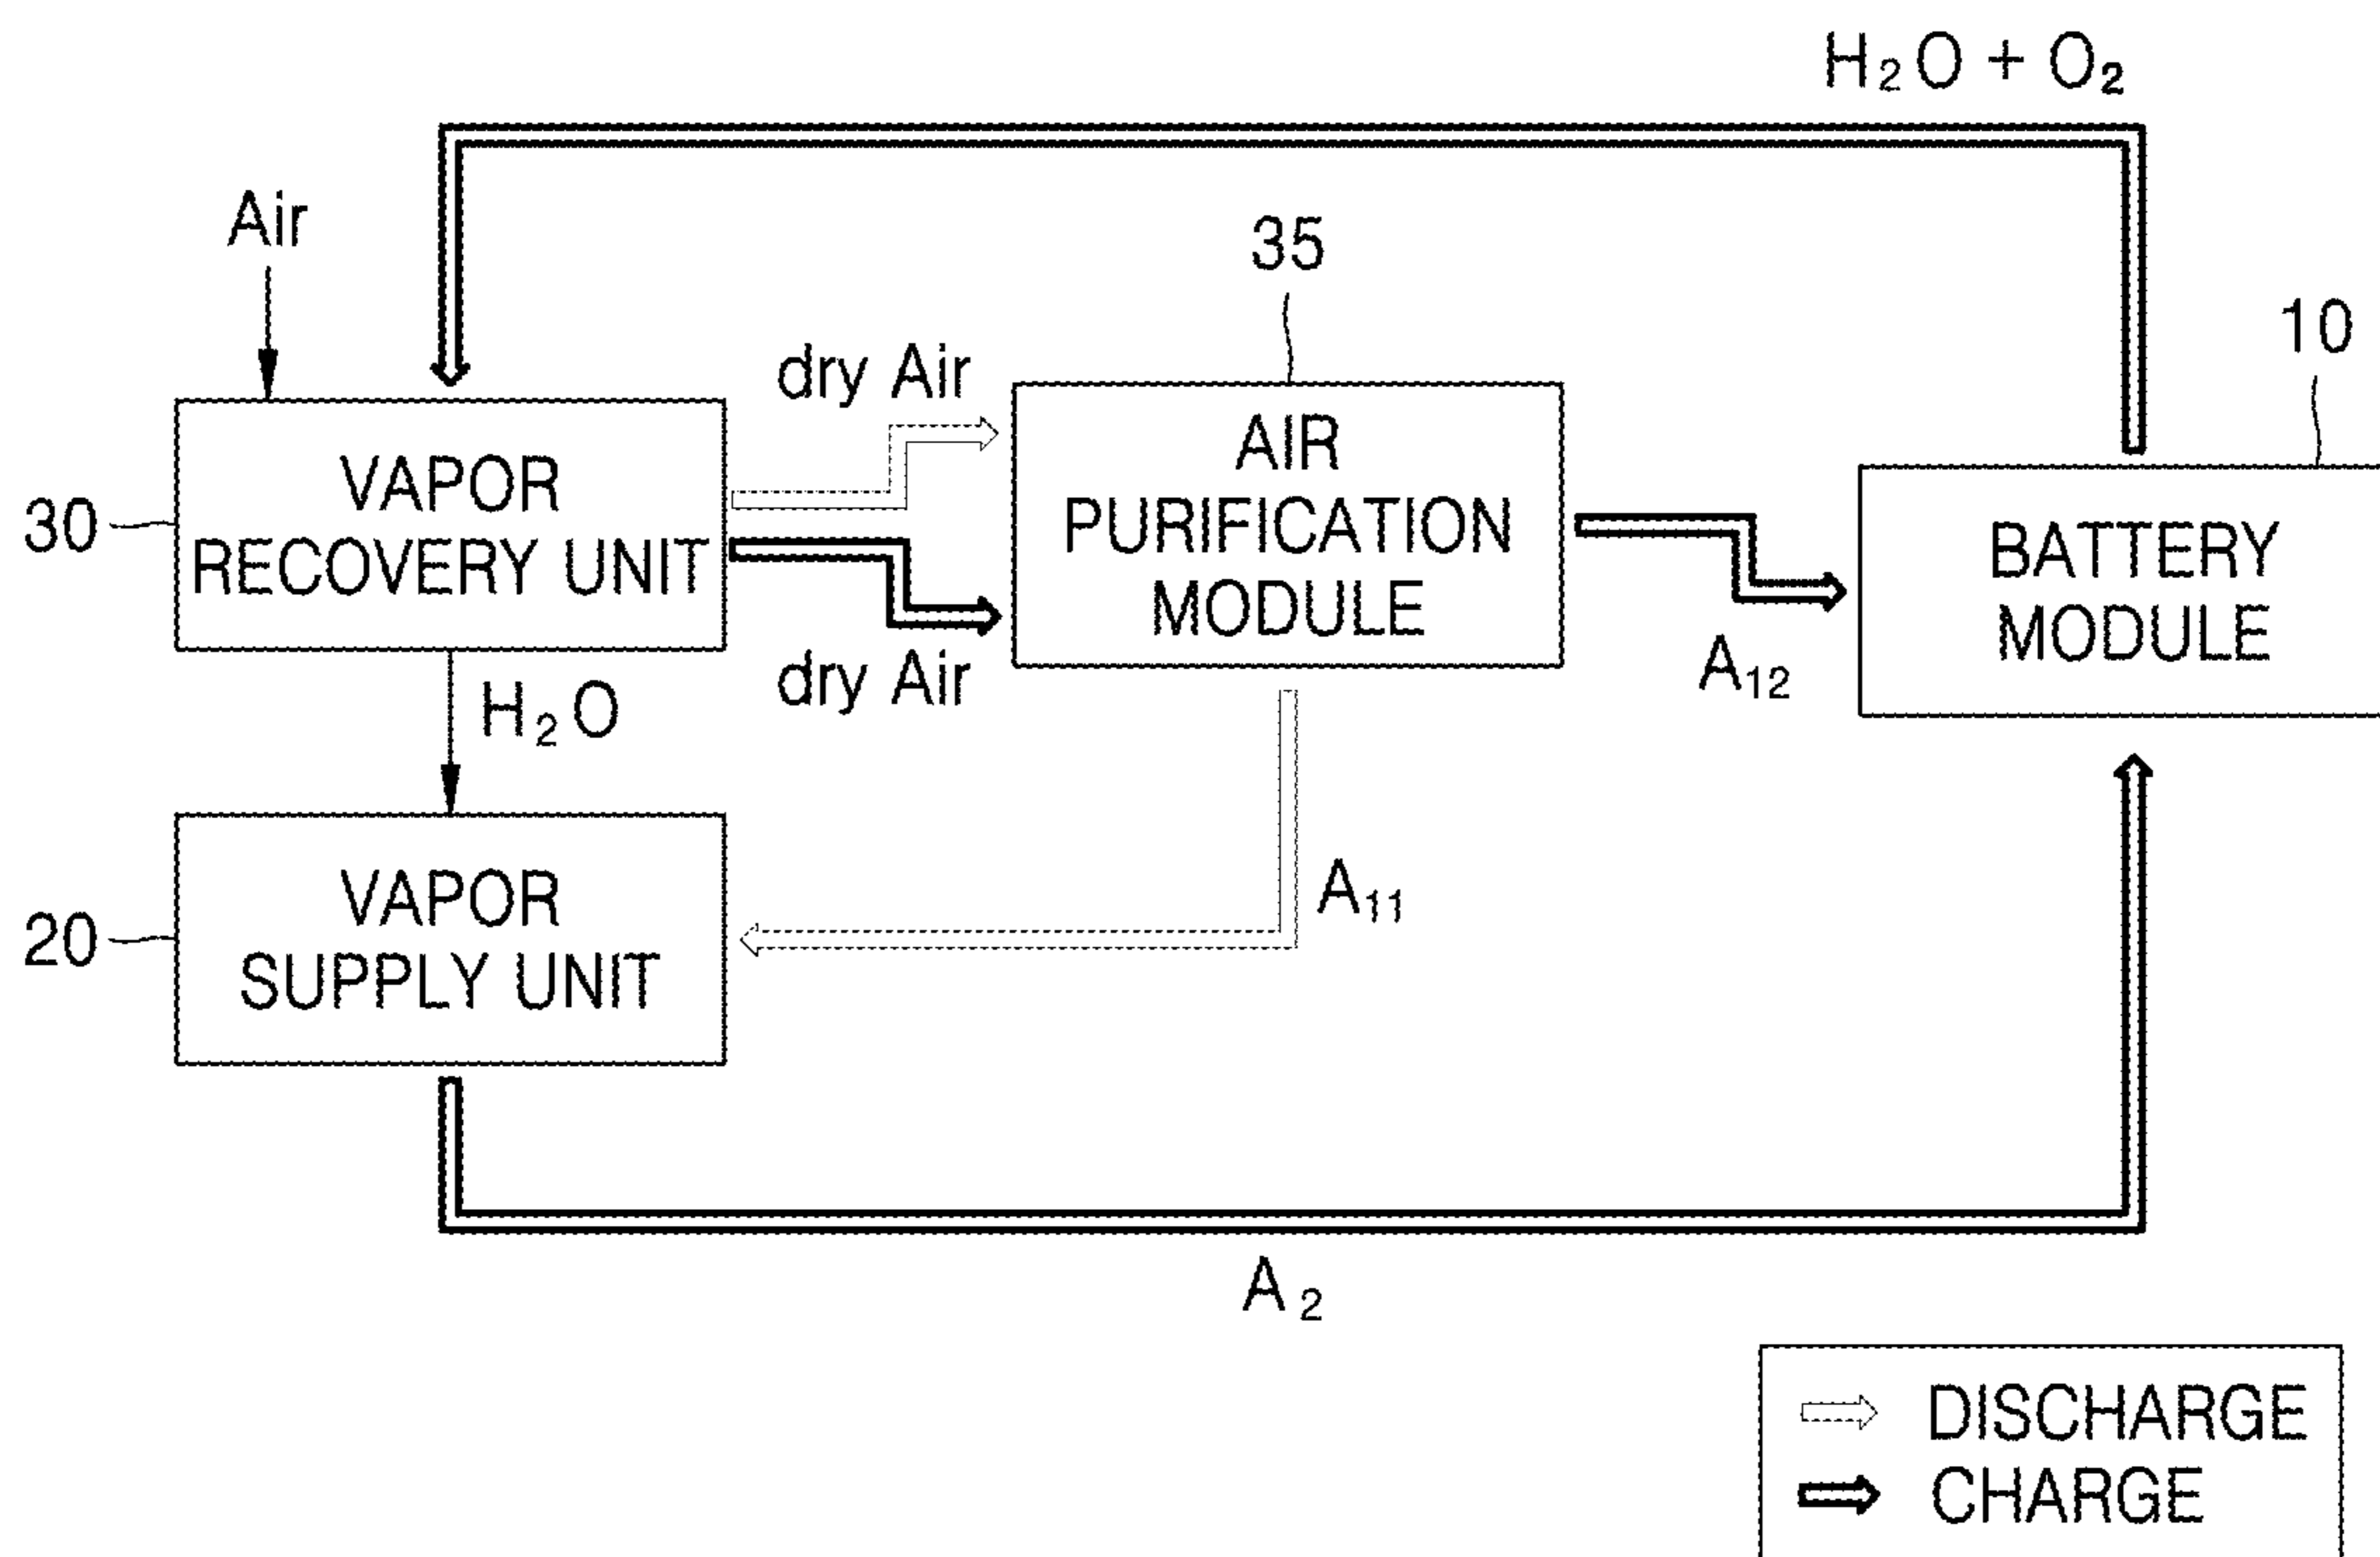 H₂O + O₂
Air
35
10
dry Air
VAPOR
RECOVERY UNIT
30
AIR
PURIFICATION
MODULE
BATTERY
MODULE
dry Air
A₁₂
H₂O
VAPOR
SUPPLY UNIT
20
A₁₁
A₂
DISCHARGE
CHARGE